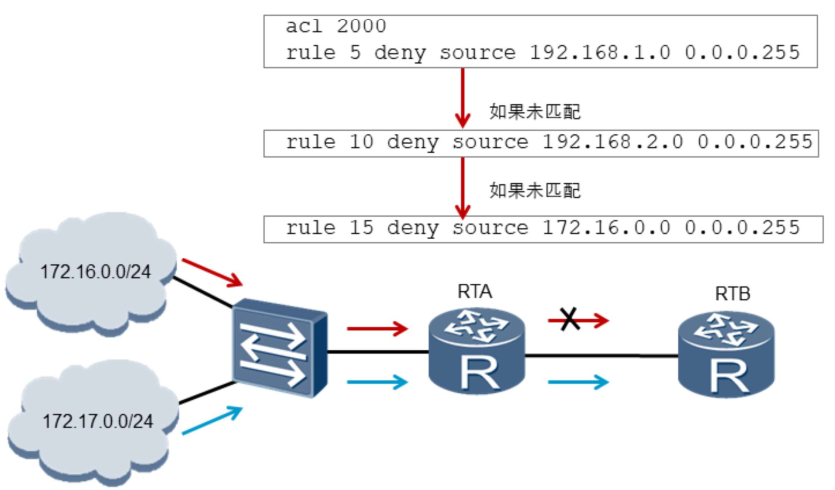 acl 2000
rule 5 deny source 192.168.1.0 0.0.0.255
如果未匹配
rule 10 deny source 192.168.2.0 0.0.0.255
如果未匹配
rule 15 deny source 172.16.0.0 0.0.0.255
172.16.0.0/24
RTA
RTB
R
R
172.17.0.0/24